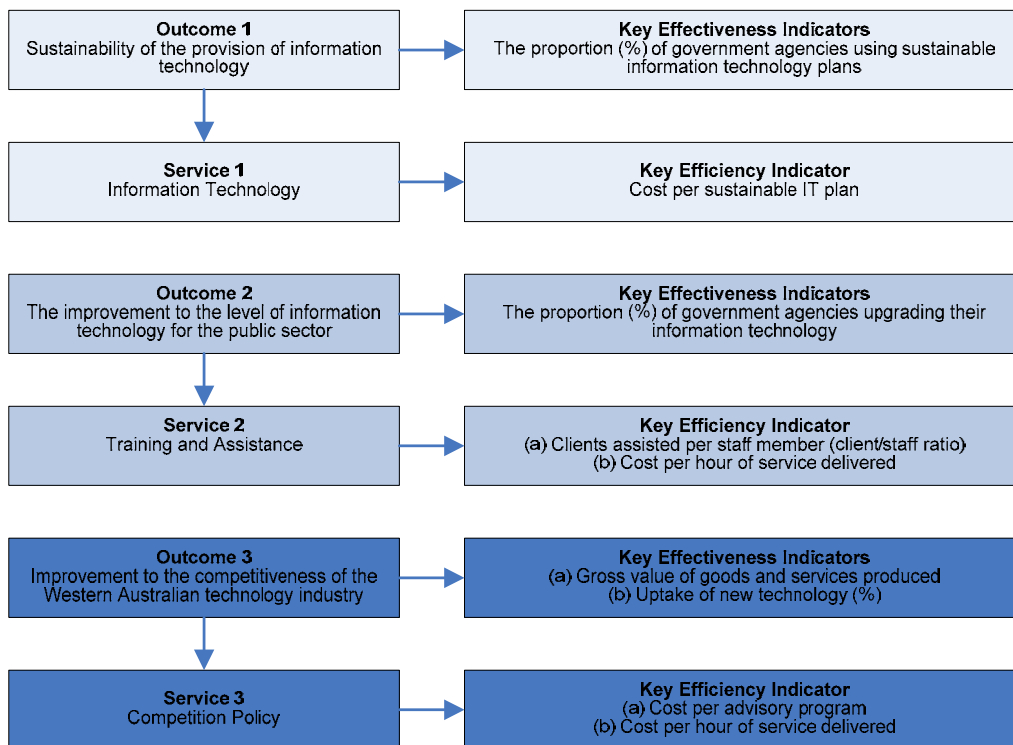 Outcome 1
Sustainability of the provision of information
technology
Key Effectiveness Indicators
The proportion (%) of government agencies using sustainable
information technology plans
Service 1
Information Technology
Key Efficiency Indicator
Cost per sustainable IT plan
Outcome 2
The improvement to the level of information
technology for the public sector
Key Effectiveness Indicators
The proportion (%) of government agencies upgrading their
information technology
Service 2
Training and Assistance
Key Efficiency Indicator
(a) Clients assisted per staff member (client/staff ratio)
(b) Cost per hour of service delivered
Outcome 3
Improvement to the competitiveness of the
Western Australian technology industry
Key Effectiveness Indicators
(a) Gross value of goods and services produced
(b) Uptake of new technology (%)
Service 3
Competition Policy
Key Efficiency Indicator
(a) Cost per advisory program
(b) Cost per hour of service delivered